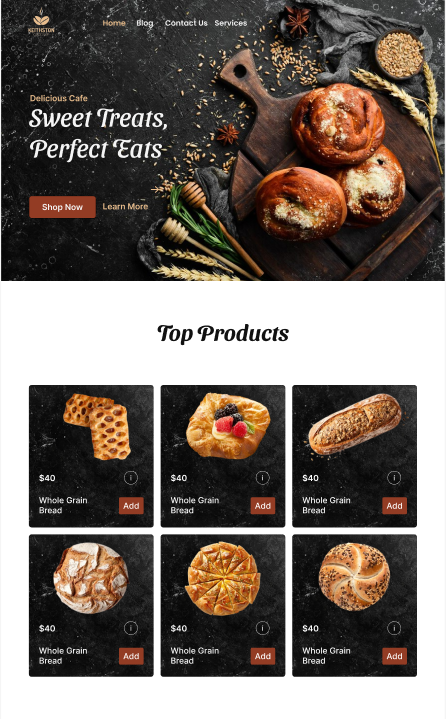 KEITHSTON
Home Blog Contact Us Services
Delicious Cafe
Sweet Treats,
Perfect Eats
Shop Now Learn More
Top Products
$40 i
Whole Grain
Bread
Add
$40 i
Whole Grain
Bread
Add
$40 i
Whole Grain
Bread
Add
$40 i
Whole Grain
Bread
Add
$40 i
Whole Grain
Bread
Add
$40 i
Whole Grain
Bread
Add